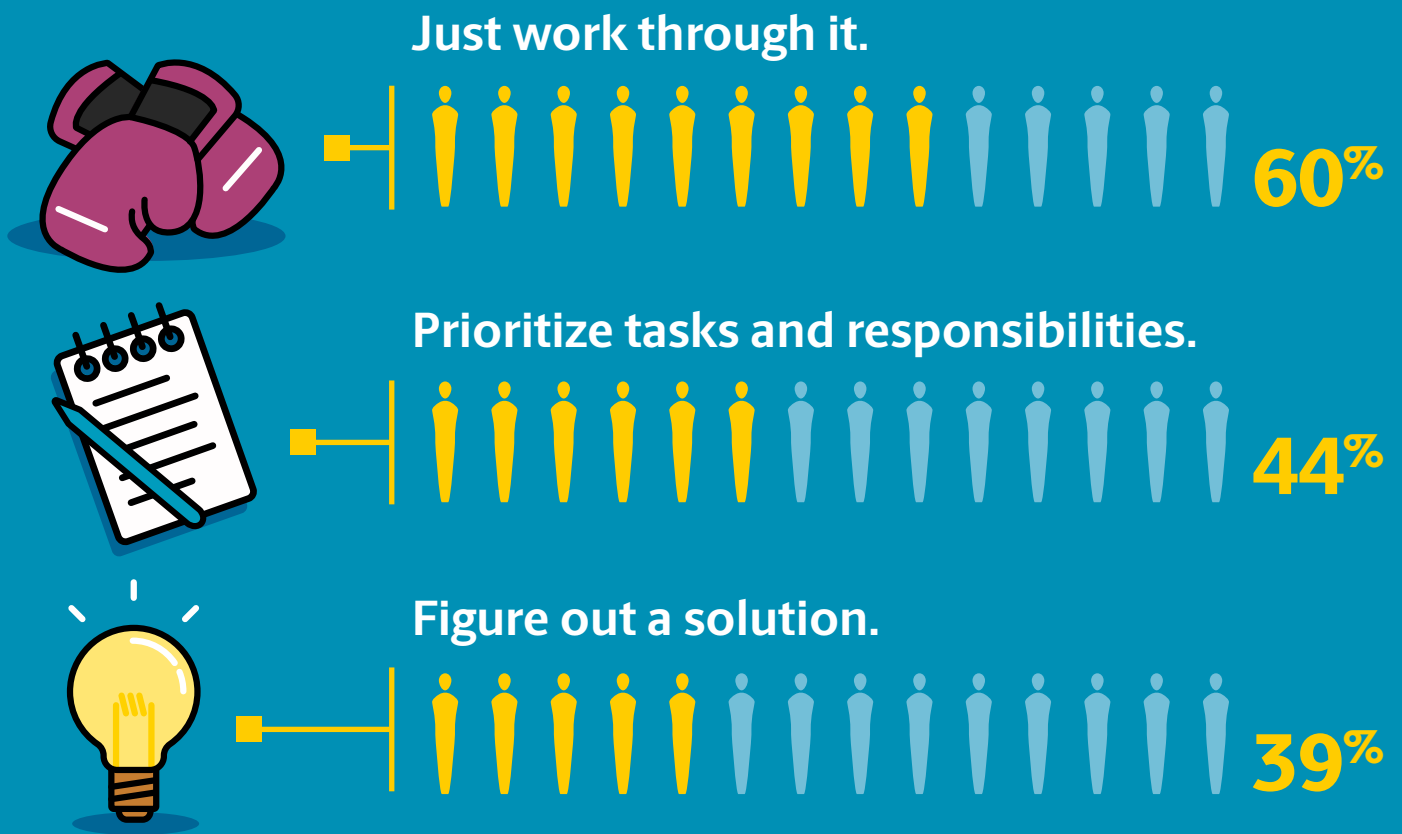 Just work through it.
60%
Prioritize tasks and responsibilities.
44%
Figure out a solution.
39%